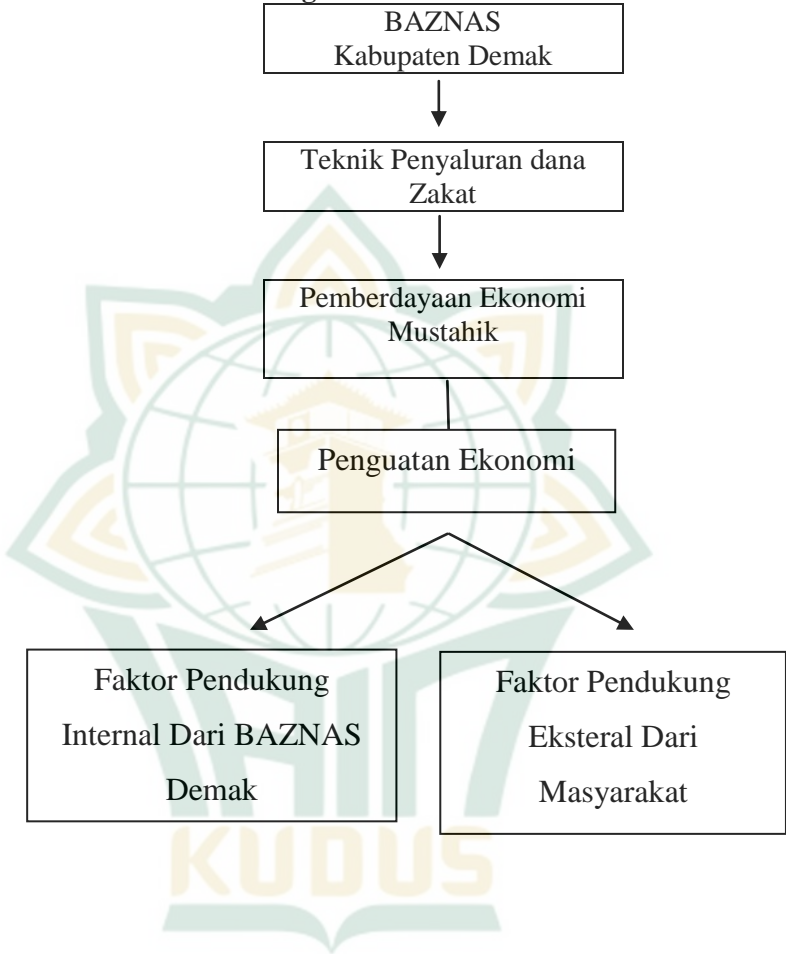 BAZNAS
Kabupaten Demak
Teknik Penyaluran dana
Zakat
Pemberdayaan Ekonomi
Mustahik
Penguatan Ekonomi
Faktor Pendukung
Internal Dari BAZNAS
Demak
Faktor Pendukung
Eksteral Dari
Masyarakat
KUDUS